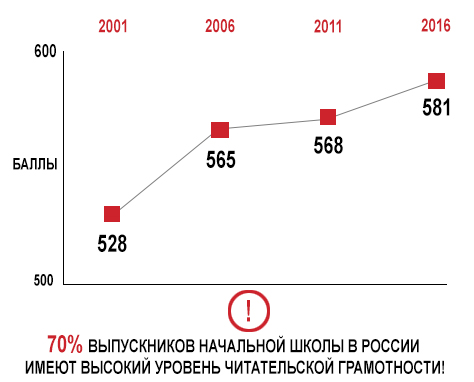 2001 2006 2011 2016
600
581
568
565
БАЛЛЫ
528
500
!
70% ВЫПУСКНИКОВ НАЧАЛЬНОЙ ШКОЛЫ В РОССИИ
ИМЕЮТ ВЫСОКИЙ УРОВЕНЬ ЧИТАТЕЛЬСКОЙ ГРАМОТНОСТИ!